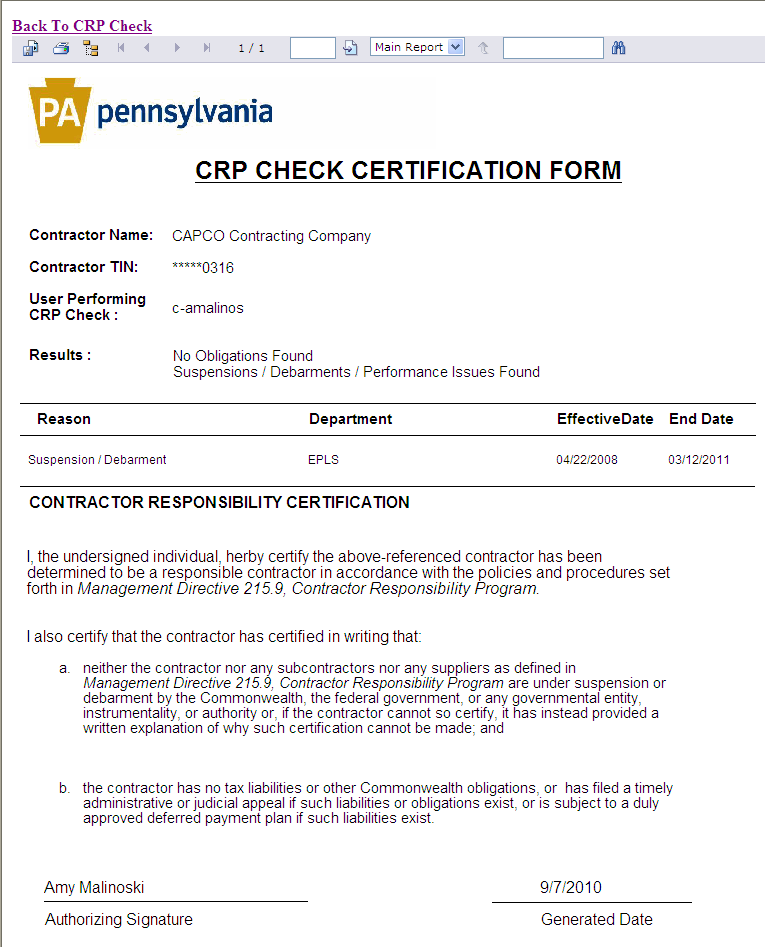 Back To CRP Check
1 / 1
Main Report
PA pennsylvania
CRP CHECK CERTIFICATION FORM
Contractor Name: CAPCO Contracting Company
Contractor TIN: *****0316
User Performing
CRP Check : c-amalinos
Results : No Obligations Found
Suspensions / Debarments / Performance Issues Found
Reason Department EffectiveDate End Date
Suspension / Debarment EPLS 04/22/2008 03/12/2011
CONTRACTOR RESPONSIBILITY CERTIFICATION
I, the undersigned individual, herby certify the above-referenced contractor has been
determined to be a responsible contractor in accordance with the policies and procedures set
forth in Management Directive 215.9, Contractor Responsibility Program.
I also certify that the contractor has certified in writing that:
a. neither the contractor nor any subcontractors nor any suppliers as defined in
Management Directive 215.9, Contractor Responsibility Program are under suspension or
debarment by the Commonwealth, the federal government, or any governmental entity,
instrumentality, or authority or, if the contractor cannot so certify, it has instead provided a
written explanation of why such certification cannot be made; and
b. the contractor has no tax liabilities or other Commonwealth obligations, or has filed a timely
administrative or judicial appeal if such liabilities or obligations exist, or is subject to a duly
approved deferred payment plan if such liabilities exist.
Amy Malinoski 9/7/2010
Authorizing Signature Generated Date